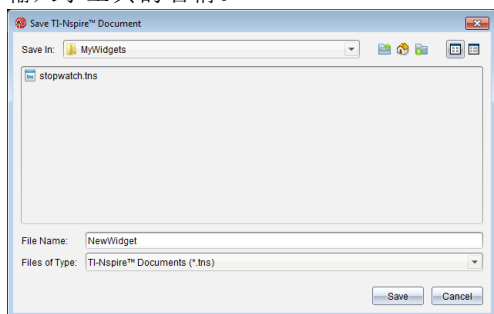 Save TI-Nspire™ Document
Save In: MyWidgets
stopwatch.tns
File Name: NewWidget
Files of Type: TI-Nspire™ Documents (*.tns)
Save Cancel